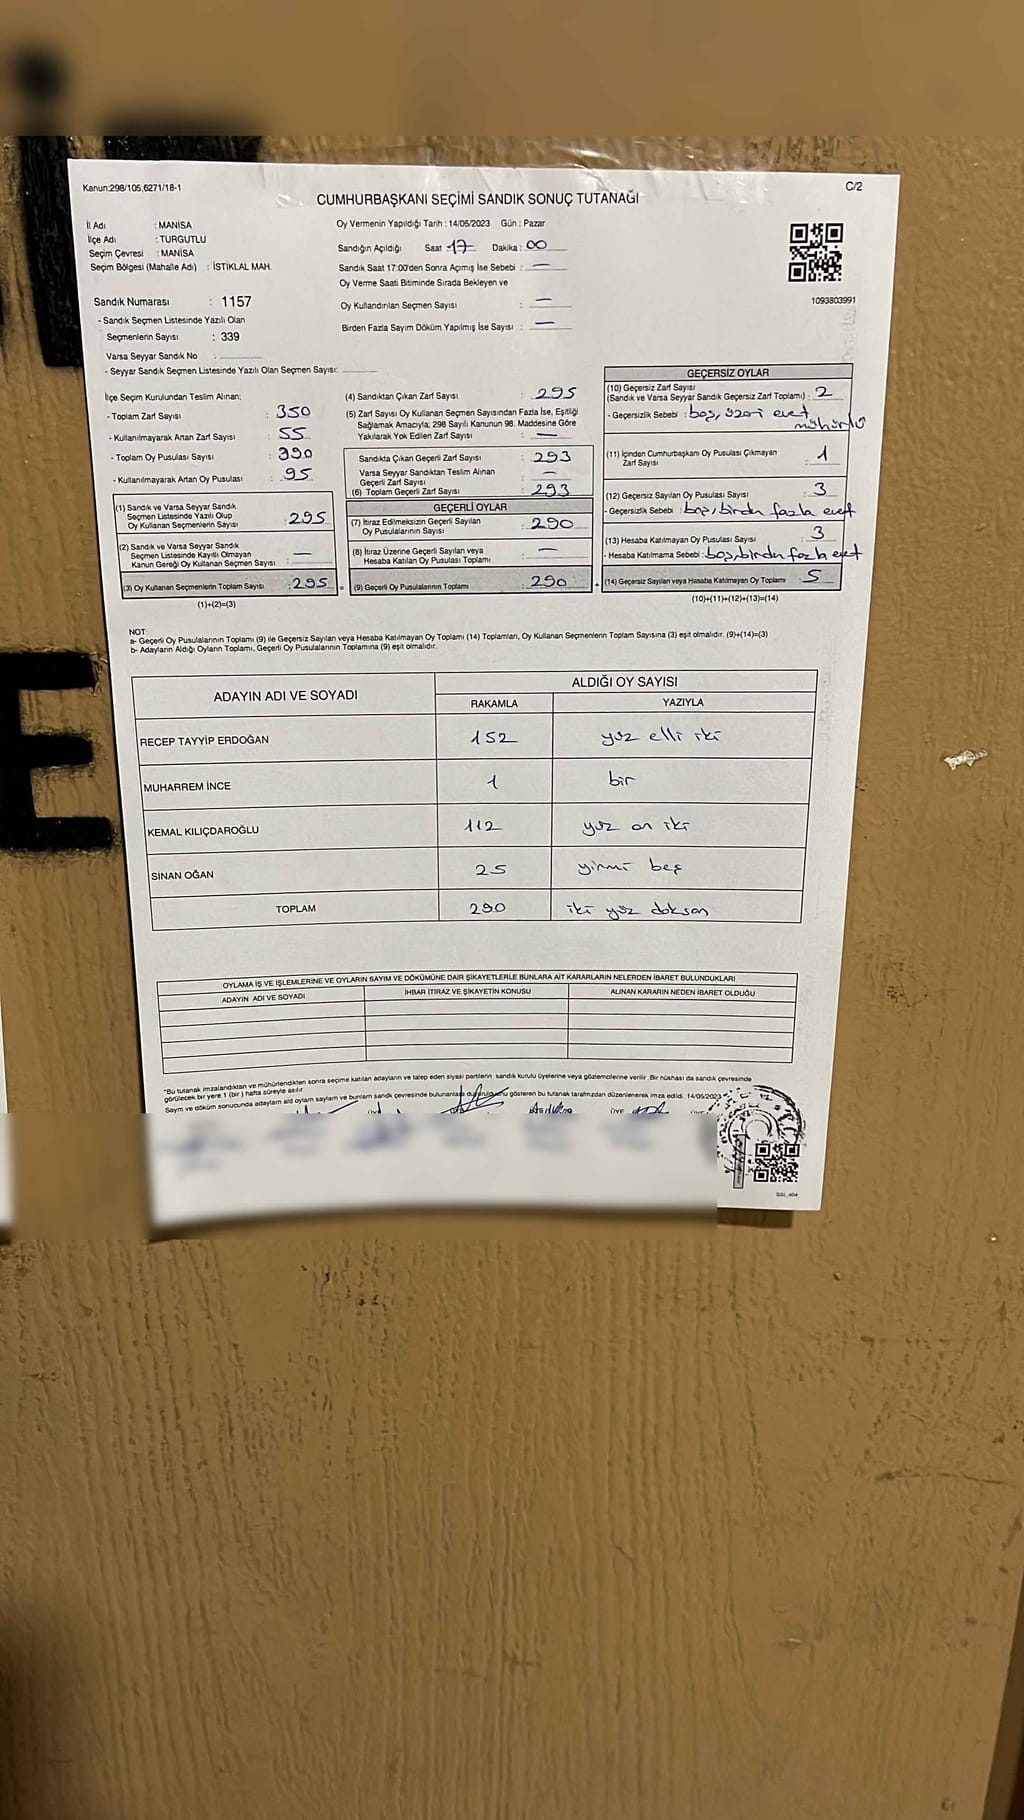 Kanun:298/105,6271/18-1
C/2
CUMHURBAŞKANI SEÇİMİ SANDIK SONUÇ TUTANAĞI
İl Adı : MANİSA
İlçe Adı : TURGUTLU
Seçim Çevresi : MANİSA
Seçim Bölgesi (Mahalle Adı) : İSTİKLAL MAH.
Sandık Numarası : 1157
- Sandık Seçmen Listesinde Yazılı Olan
Seçmenlerin Sayısı : 339
Varsa Seyyar Sandık No :
- Seyyar Sandık Seçmen Listesinde Yazılı Olan Seçmen Sayısı:
Oy Vermenin Yapıldığı Tarih : 14/05/2023 Gün : Pazar
Sandığın Açıldığı Saat 17 Dakika : 00
Sandık Saat 17:00'den Sonra Açımış İse Sebebi : —
Oy Verme Saati Bitiminde Sırada Bekleyen ve
Oy Kullandırılan Seçmen Sayısı : —
Birden Fazla Sayım Döküm Yapılmış İse Sayısı : —
1093803991
İlçe Seçim Kurulundan Teslim Alınan;
- Toplam Zarf Sayısı : 350
- Kullanılmayarak Artan Zarf Sayısı : 55
- Toplam Oy Pusulası Sayısı : 390
- Kullanılmayarak Artan Oy Pusulası : 95
(1) Sandık ve Varsa Seyyar Sandık
Seçmen Listesinde Yazılı Olup
Oy Kullanan Seçmenlerin Sayısı : 295
(2) Sandık ve Varsa Seyyar Sandık
Seçmen Listesinde Kayıtlı Olmayan
Kanun Gereği Oy Kullanan Seçmen Sayısı : —
(3) Oy Kullanan Seçmenlerin Toplam Sayısı : 295 =
(1)+(2)=(3)
(4) Sandıktan Çıkan Zarf Sayısı : 295
(5) Zarf Sayısı Oy Kullanan Seçmen Sayısından Fazla İse, Eşitliği
Sağlamak Amacıyla; 298 Sayılı Kanunun 98. Maddesine Göre
Yakılarak Yok Edilen Zarf Sayısı : —
Sandıkta Çıkan Geçerli Zarf Sayısı : 293
Varsa Seyyar Sandıktan Teslim Alınan
Geçerli Zarf Sayısı : —
(6) Toplam Geçerli Zarf Sayısı : 293
GEÇERLİ OYLAR
(7) İtiraz Edilmeksizin Geçerli Sayılan
Oy Pusulalarının Sayısı : 290
(8) İtiraz Üzerine Geçerli Sayılan veya
Hesaba Katılan Oy Pusulası Toplamı : —
(9) Geçerli Oy Pusulalarının Toplamı : 290 +
GEÇERSİZ OYLAR
(10) Geçersiz Zarf Sayısı
(Sandık ve Varsa Seyyar Sandık Geçersiz Zarf Toplamı) : 2
- Geçersizlik Sebebi : boş, üzeri evet
mühürlü
(11) İçinden Cumhurbaşkanı Oy Pusulası Çıkmayan
Zarf Sayısı : 1
(12) Geçersiz Sayılan Oy Pusulası Sayısı : 3
- Geçersizlik Sebebi : boş, birden fazla evet
(13) Hesaba Katılmayan Oy Pusulası Sayısı : 3
- Hesaba Katılmama Sebebi : boş, birden fazla evet
(14) Geçersiz Sayılan veya Hesaba Katılmayan Oy Toplamı : 5
(10)+(11)+(12)+(13)=(14)
NOT:
a- Geçerli Oy Pusulalarının Toplamı (9) ile Geçersiz Sayılan veya Hesaba Katılmayan Oy Toplamı (14) Toplamları, Oy Kullanan Seçmenlerin Toplam Sayısına (3) eşit olmalıdır. (9)+(14)=(3)
b- Adayların Aldığı Oyların Toplamı, Geçerli Oy Pusulalarının Toplamına (9) eşit olmalıdır.
ADAYIN ADI VE SOYADI
ALDIĞI OY SAYISI
RAKAMLA YAZIYLA
RECEP TAYYİP ERDOĞAN 152 yüz elli iki
MUHARREM İNCE 1 bir
KEMAL KILIÇDAROĞLU 112 yüz on iki
SİNAN OĞAN 25 yirmi beş
TOPLAM 290 iki yüz doksan
OYLAMA İŞ VE İŞLEMLERİNE VE OYLARIN SAYIM VE DÖKÜMÜNE DAİR ŞİKAYETLERLE BUNLARA AİT KARARLARIN NELERDEN İBARET BULUNDUKLARI
ADAYIN ADI VE SOYADI İHBAR İTİRAZ VE ŞİKAYETİN KONUSU ALINAN KARARIN NEDEN İBARET OLDUĞU
*Bu tutanak imzalandıktan ve mühürlendikten sonra seçime katılan adayların ve talep eden siyasi partilerin sandık kurulu üyelerine veya gözlemcilerine verilir. Bir nüshası da sandık çevresinde
görülecek bir yere 1 (bir ) hafta süreyle asılır.
Sayım ve döküm sonucunda adayların ald oyların sayılarını ve bunların sandık çevresinde bulunanlara gösteren bu tutanak tarafımızdan düzenlenerek imza edildi. 14/05/2023
ÜYE
SSI_404